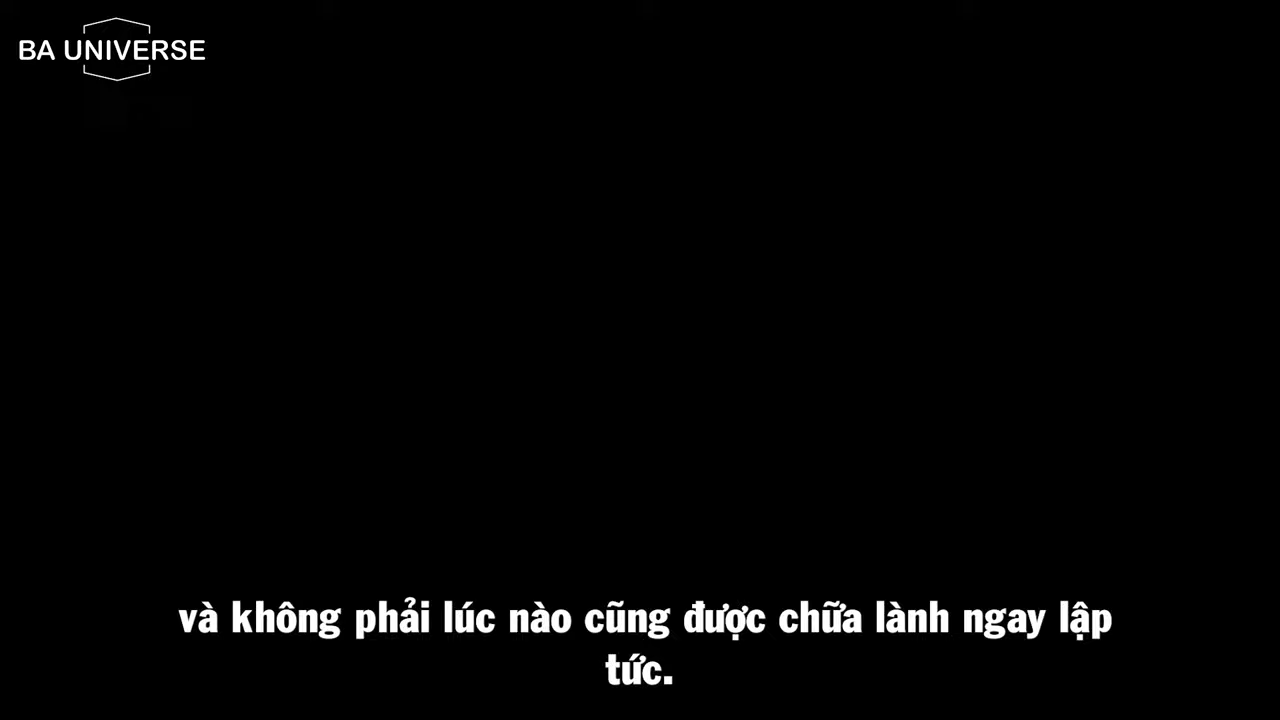 BA UNIVERSE
và không phải lúc nào cũng được chữa lành ngay lập
tức.